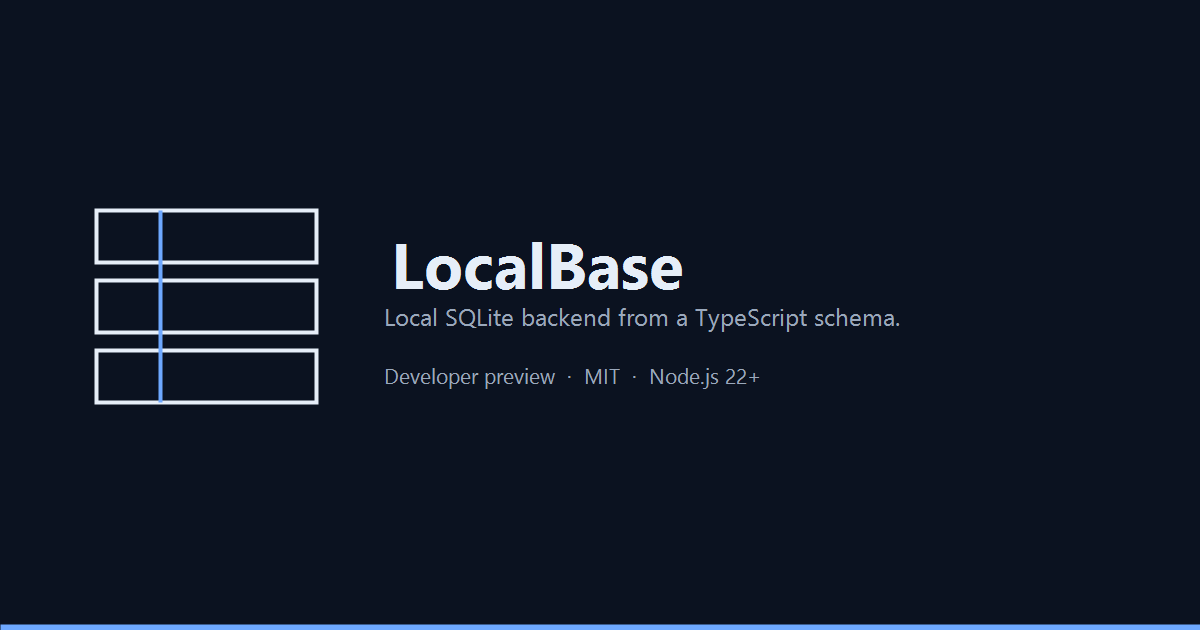 LocalBase
Local SQLite backend from a TypeScript schema.
Developer preview · MIT · Node.js 22+